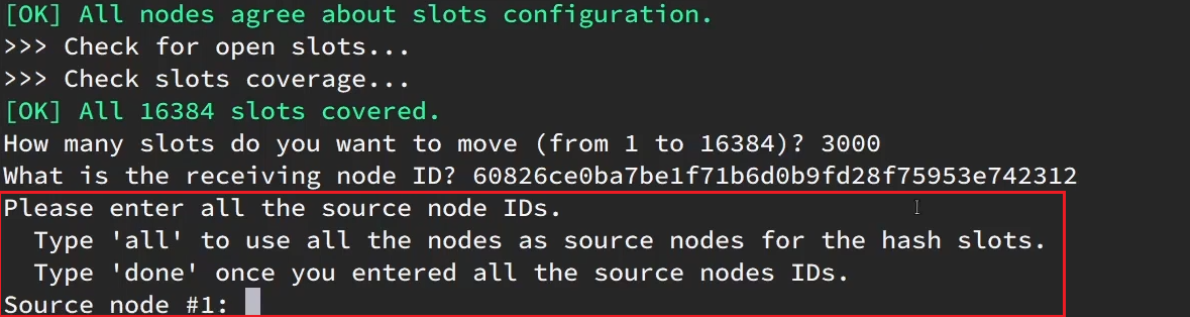 [OK] All nodes agree about slots configuration.
>>> Check for open slots...
>>> Check slots coverage...
[OK] All 16384 slots covered.
How many slots do you want to move (from 1 to 16384)? 3000
What is the receiving node ID? 60826ce0ba7be1f71b6d0b9fd28f75953e742312
Please enter all the source node IDs.
  Type 'all' to use all the nodes as source nodes for the hash slots.
  Type 'done' once you entered all the source nodes IDs.
Source node #1: